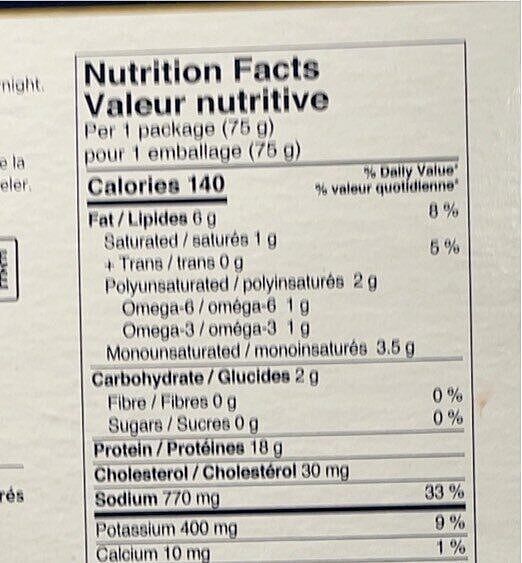 night.
e la
eler.
rés
Nutrition Facts
Valeur nutritive
Per 1 package (75 g)
pour 1 emballage (75 g)
Calories 140
% Daily Value*
% valeur quotidienne*
Fat / Lipides 6 g 8 %
Saturated / saturés 1 g
+ Trans / trans 0 g 5 %
Polyunsaturated / polyinsaturés 2 g
Omega-6 / oméga-6 1 g
Omega-3 / oméga-3 1 g
Monounsaturated / monoinsaturés 3.5 g
Carbohydrate / Glucides 2 g
Fibre / Fibres 0 g 0 %
Sugars / Sucres 0 g 0 %
Protein / Protéines 18 g
Cholesterol / Cholestérol 30 mg
Sodium 770 mg 33 %
Potassium 400 mg 9 %
Calcium 10 mg 1 %